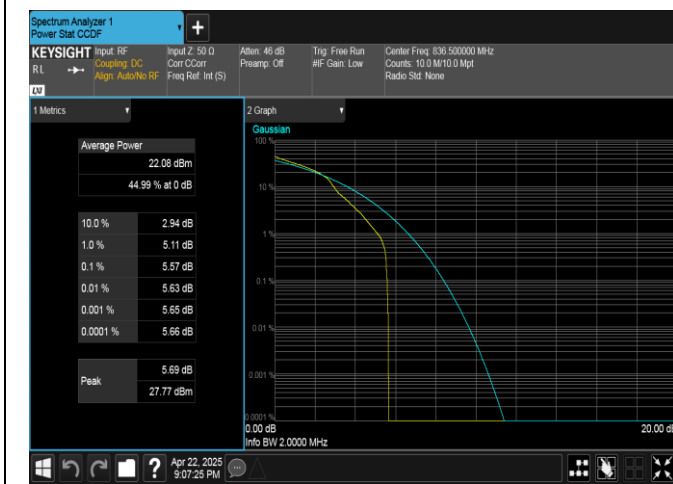 Spectrum Analyzer 1
Power Stat CCDF
KEYSIGHT
Input: RF
Coupling: DC
Align: Auto/No RF
Input Z: 50 Ω
Corr CCorr
Freq Ref: Int (S)
Atten: 46 dB
Preamp: Off
Trig: Free Run
#IF Gain: Low
Center Freq: 836.500000 MHz
Counts: 10.0 M/10.0 Mpt
Radio Std: None
R L
LXI
1 Metrics
Average Power
22.08 dBm
44.99 % at 0 dB
10.0 % 2.94 dB
1.0 % 5.11 dB
0.1 % 5.57 dB
0.01 % 5.63 dB
0.001 % 5.65 dB
0.0001 % 5.66 dB
Peak
5.69 dB
27.77 dBm
2 Graph
Gaussian
100 %
10 %
1 %
0.1 %
0.01 %
0.001 %
0.0001 %
0.00 dB
20.00 dB
Info BW 2.0000 MHz
?
Apr 22, 2025
9:07:25 PM